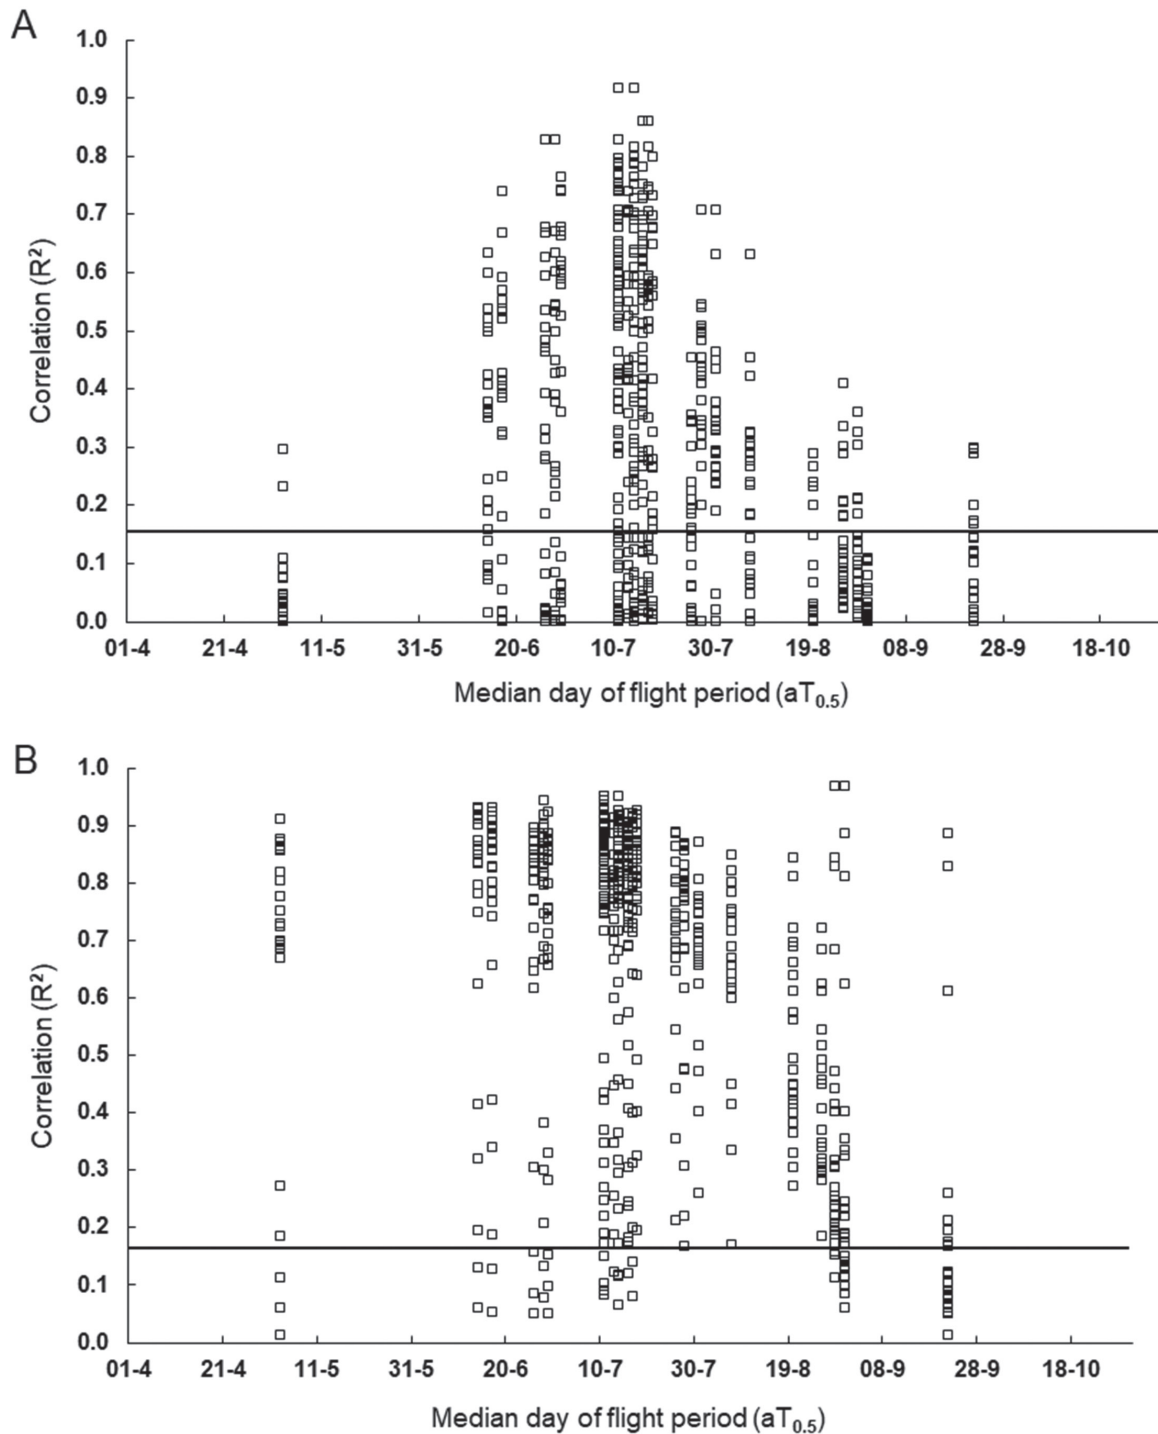 A
1.0
0.9
0.8
0.7
0.6
0.5
0.4
0.3
0.2
0.1
0.0
Correlation (R²)
01-4 21-4 11-5 31-5 20-6 10-7 30-7 19-8 08-9 28-9 18-10
Median day of flight period (aT0.5)
B
1.0
0.9
0.8
0.7
0.6
0.5
0.4
0.3
0.2
0.1
0.0
Correlation (R²)
01-4 21-4 11-5 31-5 20-6 10-7 30-7 19-8 08-9 28-9 18-10
Median day of flight period (aT0.5)